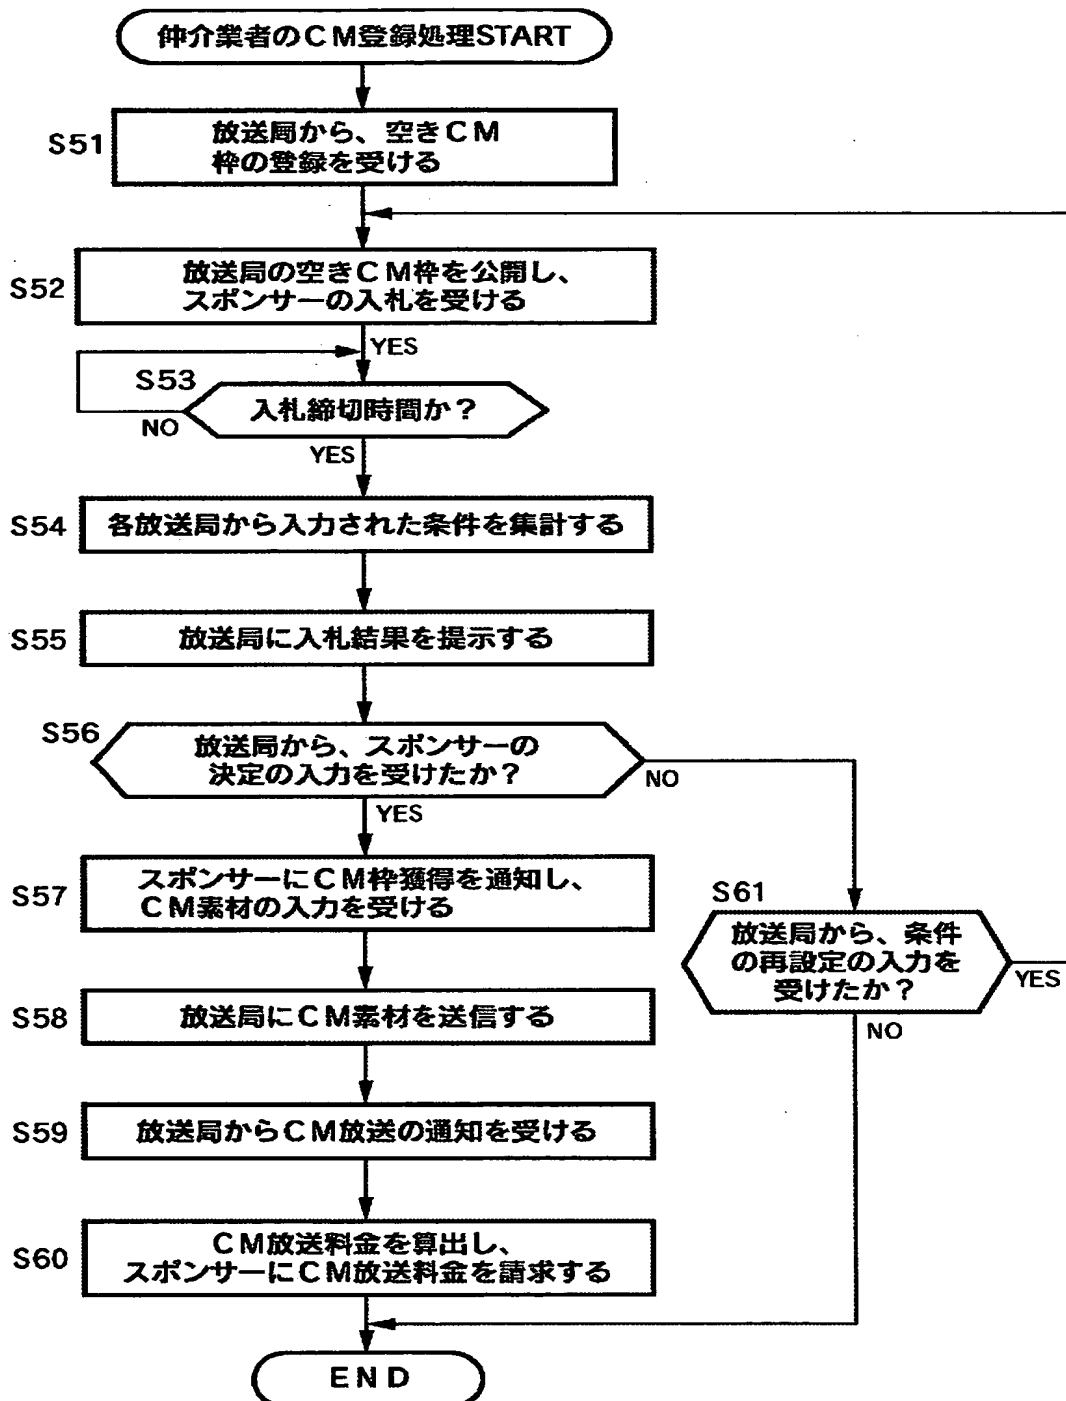 仲介業者のCM登録処理START
S51
放送局から、空きCM
枠の登録を受ける
S52
放送局の空きCM枠を公開し、
スポンサーの入札を受ける
YES
S53
入札締切時間か？
NO
YES
S54
各放送局から入力された条件を集計する
S55
放送局に入札結果を提示する
S56
放送局から、スポンサーの
決定の入力を受けたか？
NO
YES
S57
スポンサーにCM枠獲得を通知し、
CM素材の入力を受ける
S61
放送局から、条件
の再設定の入力を
受けたか？
YES
NO
S58
放送局にCM素材を送信する
S59
放送局からCM放送の通知を受ける
S60
CM放送料金を算出し、
スポンサーにCM放送料金を請求する
END